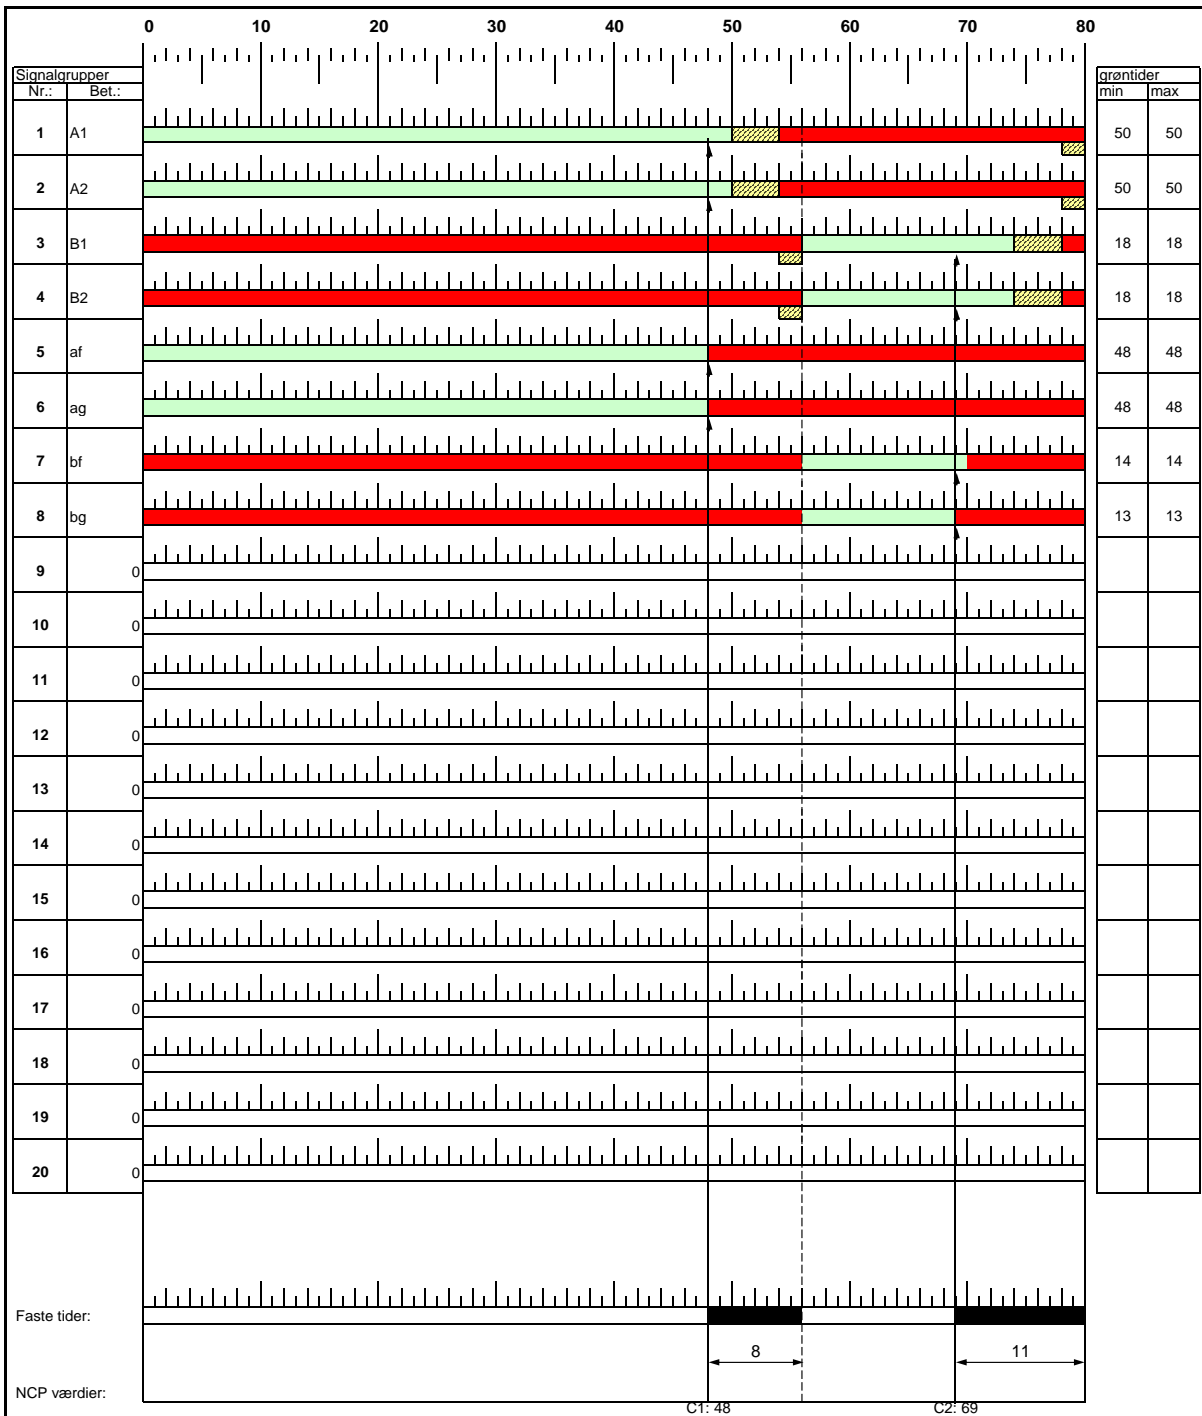 0 10 20 30 40 50 60 70 80
Signalgrupper grøntider
Nr.: Bet.: min max
1 A1 50 50
2 A2 50 50
3 B1 18 18
4 B2 18 18
5 af 48 48
6 ag 48 48
7 bf 14 14
8 bg 13 13
9 0
10 0
11 0
12 0
13 0
14 0
15 0
16 0
17 0
18 0
19 0
20 0
Faste tider:
8 11
NCP værdier:
C1: 48 C2: 69